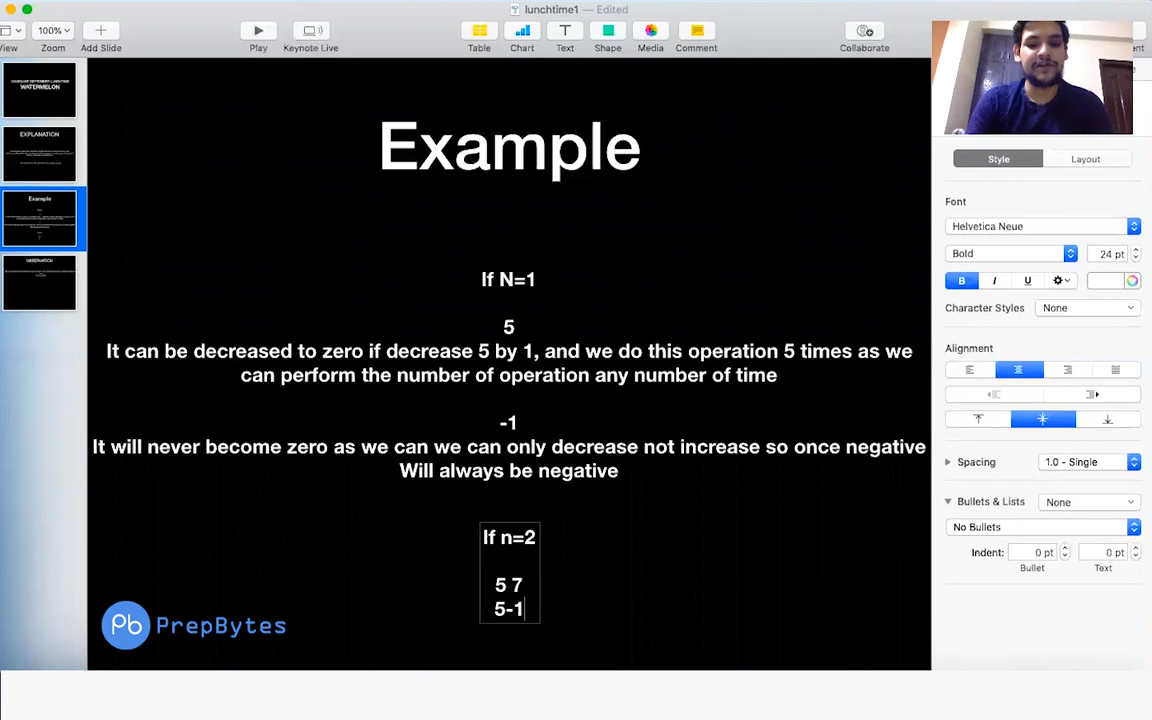 lunchtime1 — Edited
100%
View
Zoom
Add Slide
Play
Keynote Live
Table
Chart
Text
Shape
Media
Comment
Collaborate
WATERMELON
EXPLANATION
Example
OBSERVATION
Example
If N=1
5
It can be decreased to zero if decrease 5 by 1, and we do this operation 5 times as we
can perform the number of operation any number of time
-1
It will never become zero as we can we can only decrease not increase so once negative
Will always be negative
If n=2
5 7
5-1
Pb PrepBytes
Style
Layout
Font
Helvetica Neue
Bold
24 pt
B I U
Character Styles
None
Alignment
Spacing
1.0 - Single
Bullets & Lists
None
No Bullets
Indent:
0 pt
0 pt
Bullet
Text